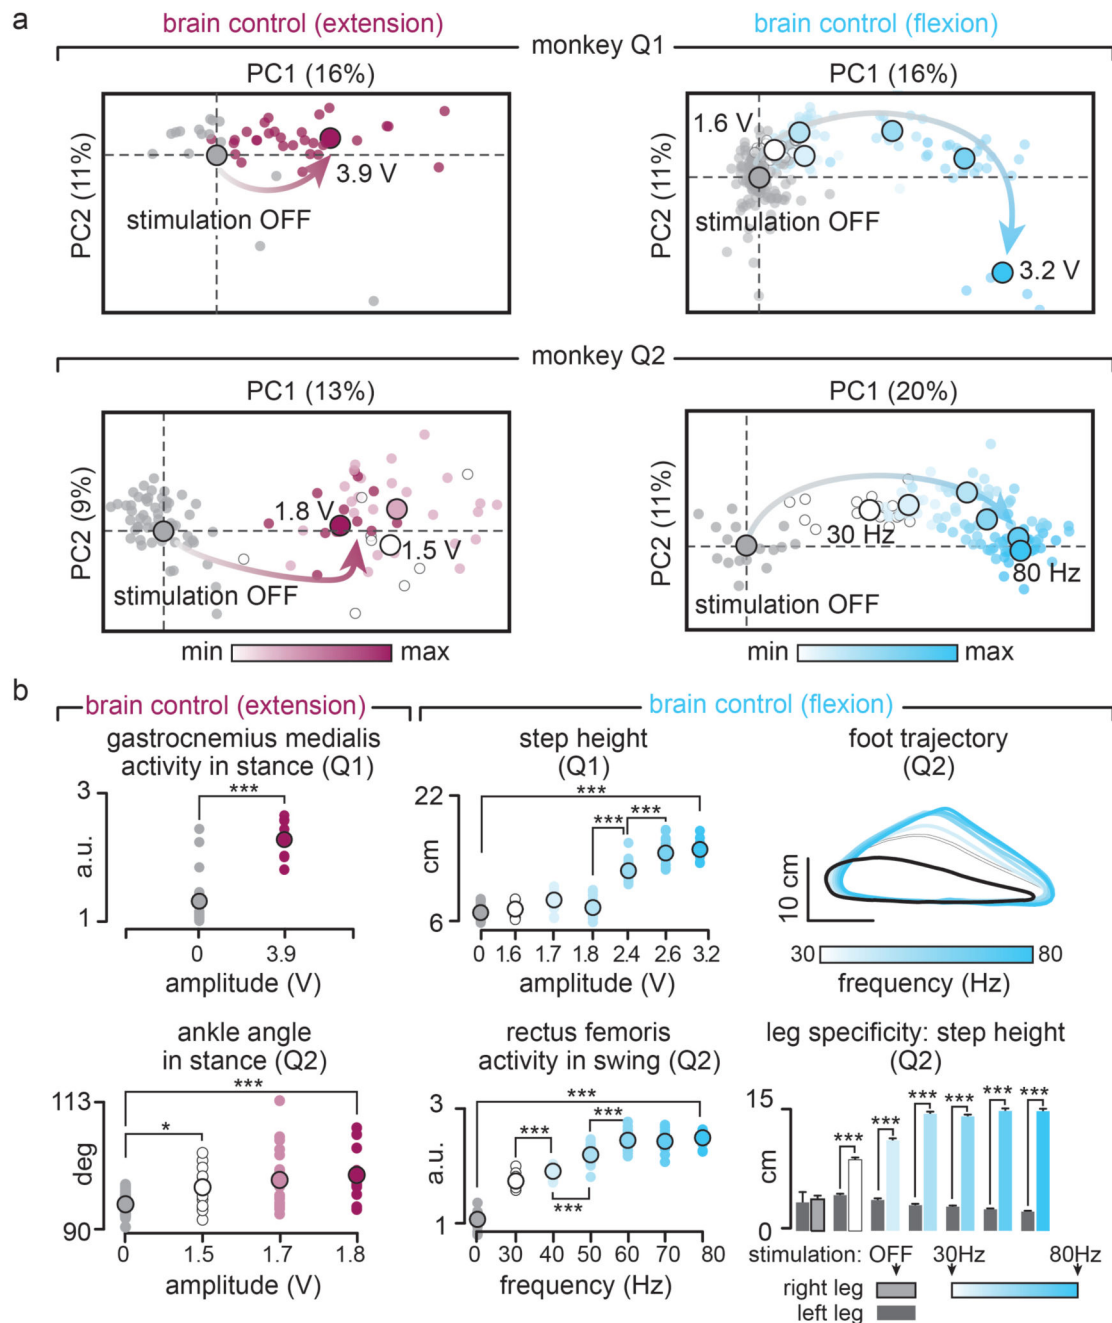 a
brain control (extension)
brain control (flexion)
monkey Q1
PC1 (16%)
PC1 (16%)
PC2 (11%)
3.9 V
stimulation OFF
PC2 (11%)
1.6 V
stimulation OFF
3.2 V
monkey Q2
PC1 (13%)
PC1 (20%)
PC2 (9%)
1.8 V
1.5 V
stimulation OFF
PC2 (11%)
30 Hz
80 Hz
stimulation OFF
min max
min max
b
brain control (extension)
brain control (flexion)
gastrocnemius medialis
activity in stance (Q1)
***
3
a.u.
1
0 3.9
amplitude (V)
step height
(Q1)
***
*** ***
22
cm
6
0 1.6 1.7 1.8 2.4 2.6 3.2
amplitude (V)
foot trajectory
(Q2)
10 cm
30 80
frequency (Hz)
ankle angle
in stance (Q2)
***
*
113
deg
90
0 1.5 1.7 1.8
amplitude (V)
rectus femoris
activity in swing (Q2)
***
*** ***
***
3
a.u.
1
0 30 40 50 60 70 80
frequency (Hz)
leg specificity: step height
(Q2)
*** *** *** *** *** ***
15
cm
0
stimulation: OFF 30Hz 80Hz
right leg
left leg